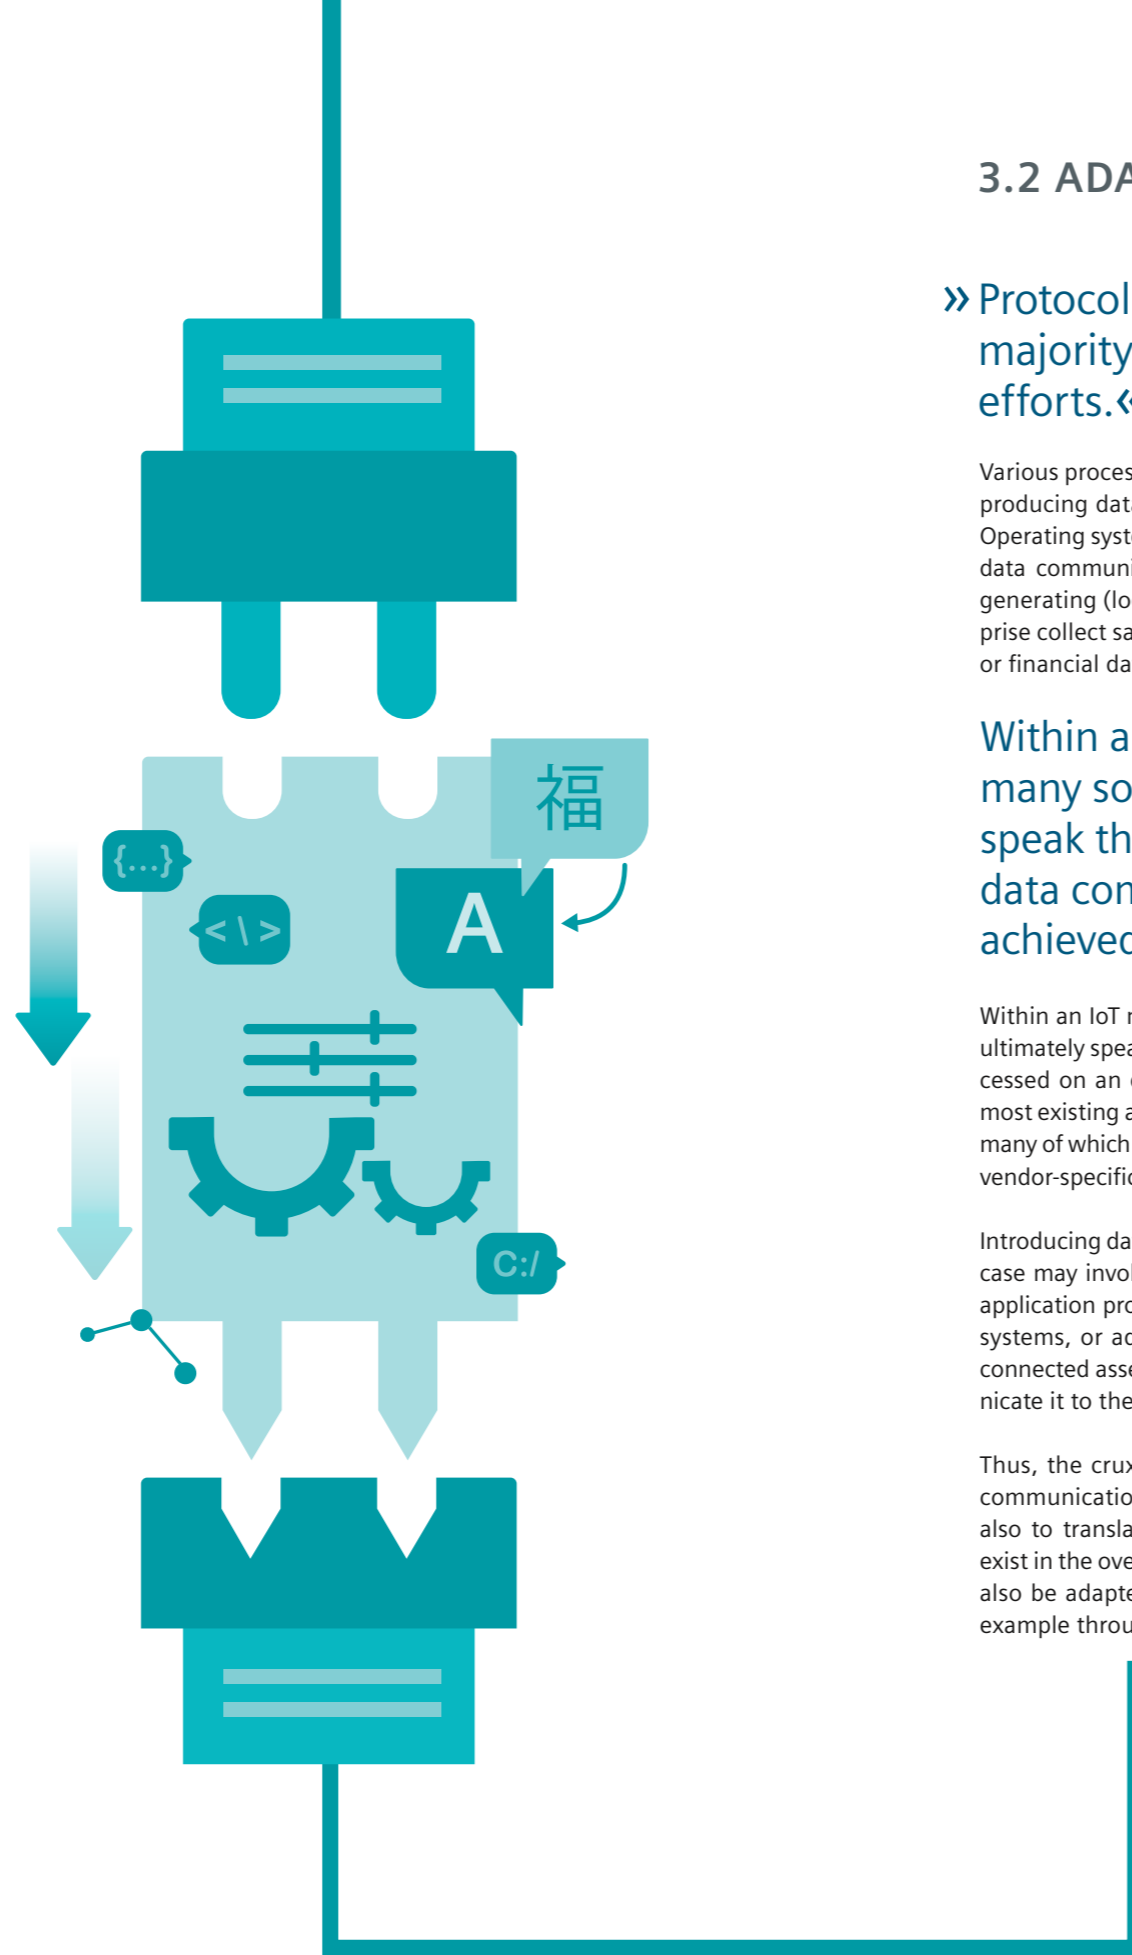 3.2 ADA
» Protocol
majority
efforts.«
Various proces
producing data
Operating syste
data communi
generating (lo
prise collect sa
or financial da
Within a
many so
speak th
data con
achieved
Within an IoT n
ultimately spea
cessed on an
most existing a
many of which
vendor-specific
Introducing da
case may invol
application pro
systems, or ad
connected asse
nicate it to the
Thus, the crux
communicatio
also to transla
exist in the ove
also be adapte
example throu
福
{...}
A
<\>
C:/